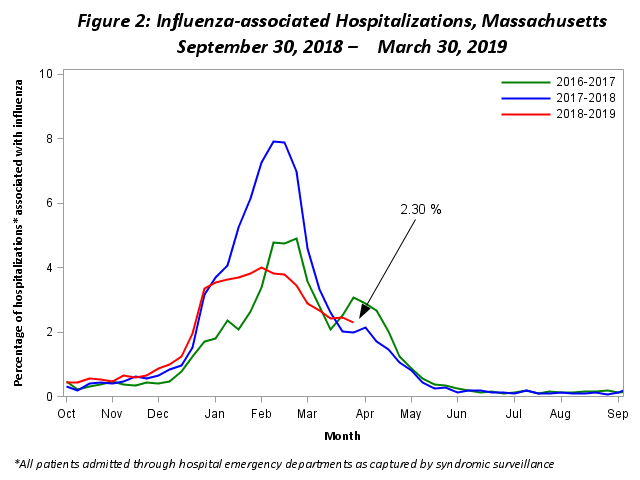 Figure 2: Influenza-associated Hospitalizations, Massachusetts
September 30, 2018 – March 30, 2019
Percentage of hospitalizations* associated with influenza
10
8
6
4
2
0
2016-2017
2017-2018
2018-2019
2.30 %
Oct Nov Dec Jan Feb Mar Apr May Jun Jul Aug Sep
Month
*All patients admitted through hospital emergency departments as captured by syndromic surveillance